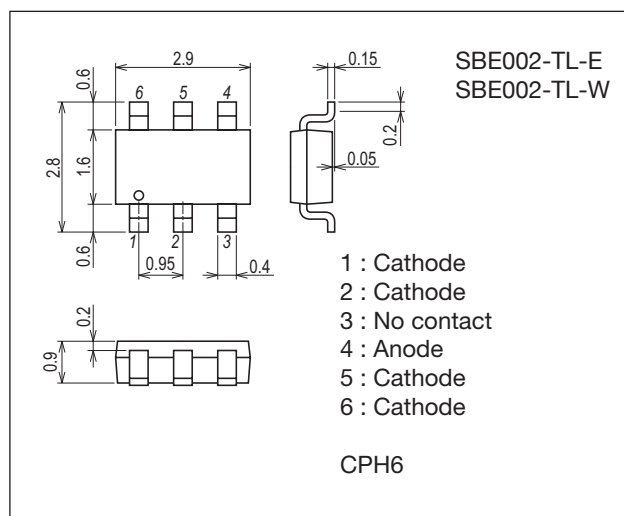 SBE002-TL-E
SBE002-TL-W
2.9
0.15
0.6
6
5
4
0.2
2.8
1.6
0.05
0.6
1
2
3
0.95
0.4
0.2
0.9
1 : Cathode
2 : Cathode
3 : No contact
4 : Anode
5 : Cathode
6 : Cathode
CPH6